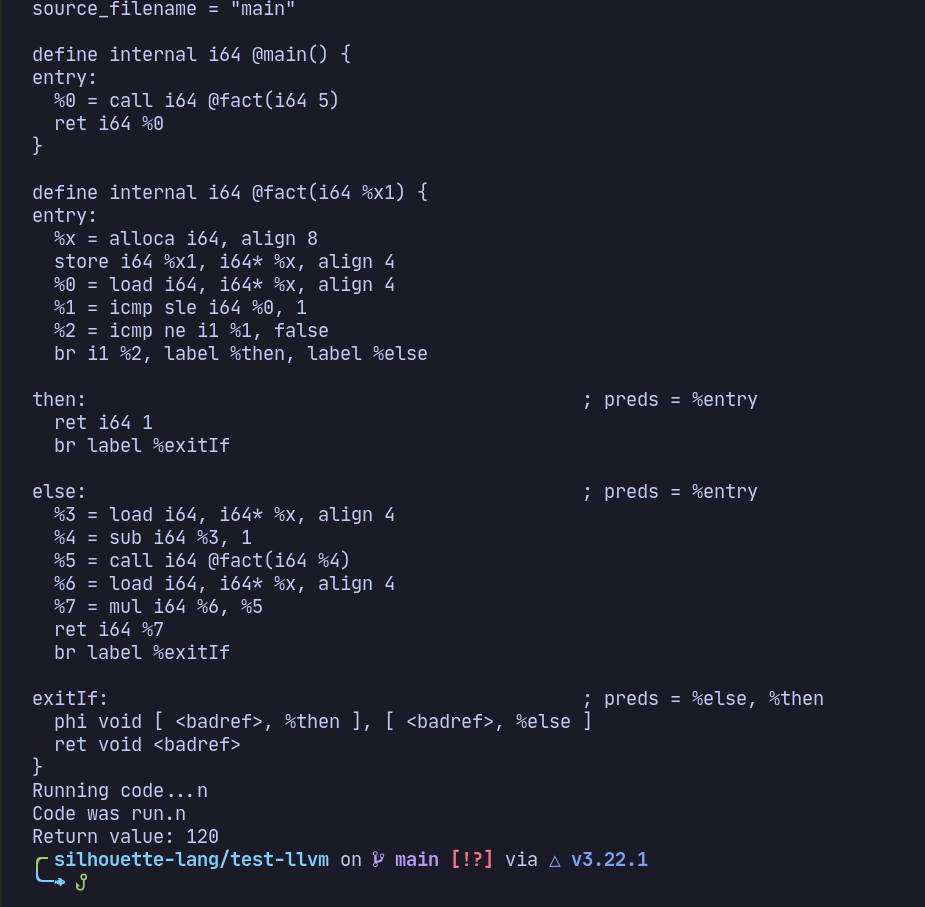 source_filename = "main"
define internal i64 @main() {
entry:
  %0 = call i64 @fact(i64 5)
  ret i64 %0
}
define internal i64 @fact(i64 %x1) {
entry:
  %x = alloca i64, align 8
  store i64 %x1, i64* %x, align 4
  %0 = load i64, i64* %x, align 4
  %1 = icmp sle i64 %0, 1
  %2 = icmp ne i1 %1, false
  br i1 %2, label %then, label %else
then:                                             ; preds = %entry
  ret i64 1
  br label %exitIf
else:                                             ; preds = %entry
  %3 = load i64, i64* %x, align 4
  %4 = sub i64 %3, 1
  %5 = call i64 @fact(i64 %4)
  %6 = load i64, i64* %x, align 4
  %7 = mul i64 %6, %5
  ret i64 %7
  br label %exitIf
exitIf:                                           ; preds = %else, %then
  phi void [ <badref>, %then ], [ <badref>, %else ]
  ret void <badref>
}
Running code...n
Code was run.n
Return value: 120
silhouette-lang/test-llvm on main [!?] via △ v3.22.1